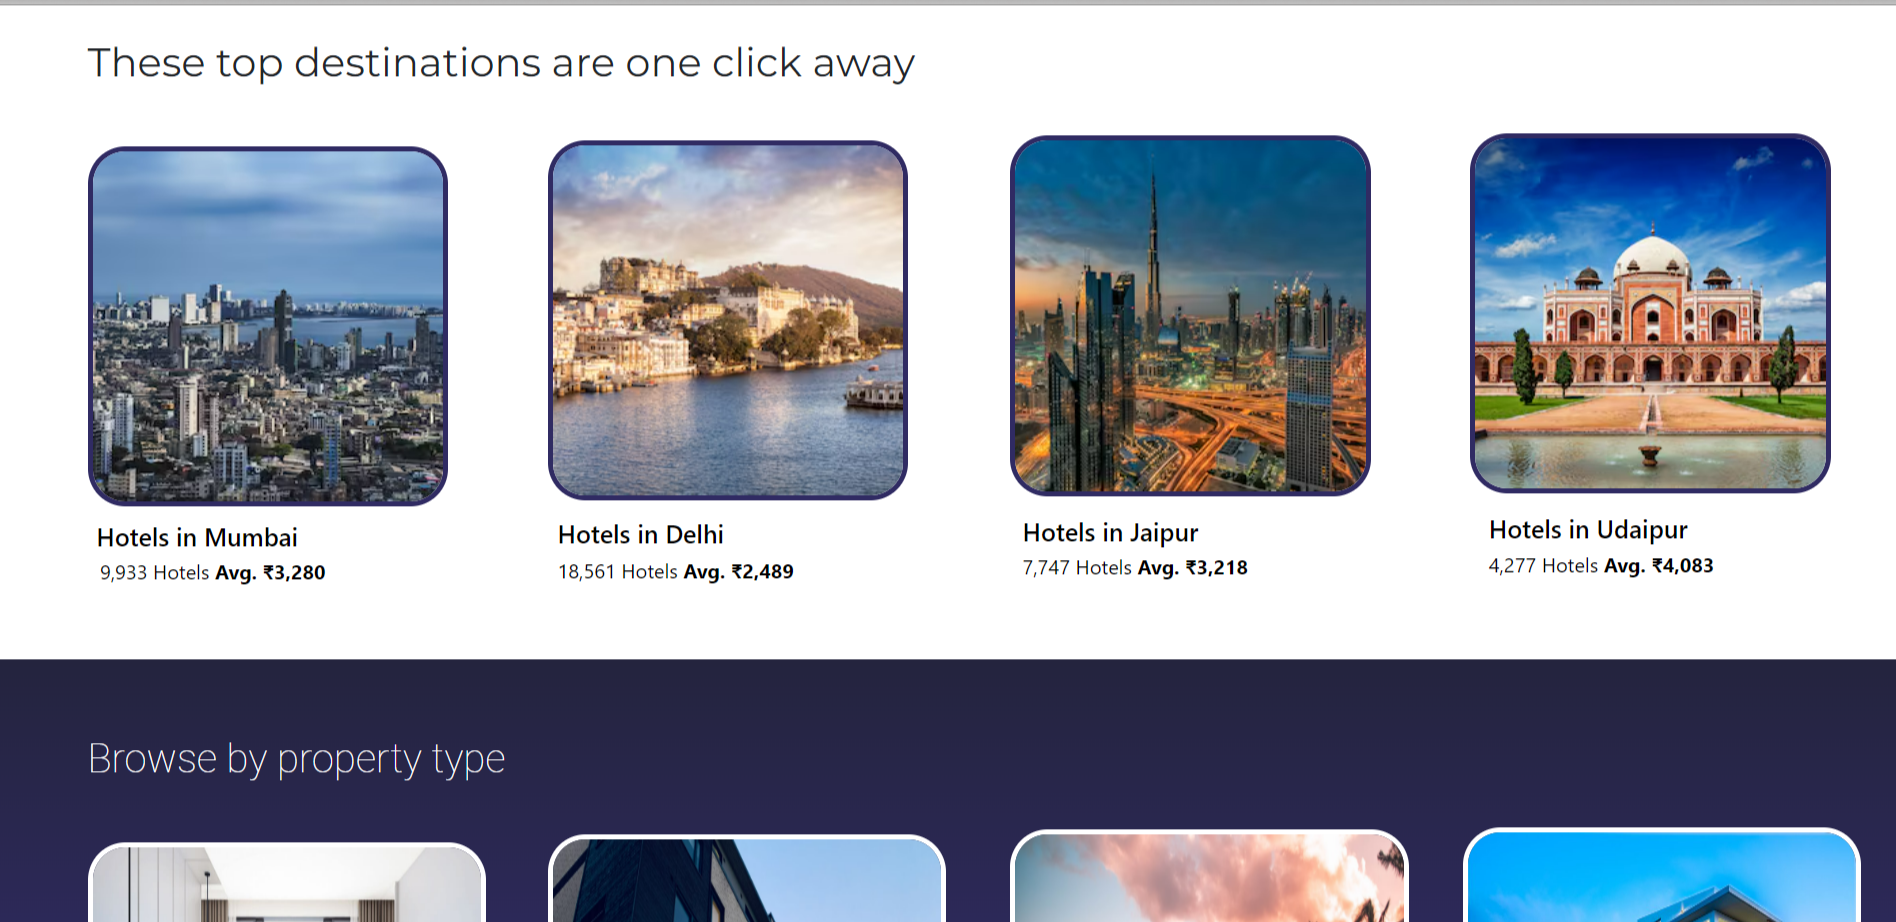 These top destinations are one click away
Hotels in Mumbai
9,933 Hotels Avg. ₹3,280
Hotels in Delhi
18,561 Hotels Avg. ₹2,489
Hotels in Jaipur
7,747 Hotels Avg. ₹3,218
Hotels in Udaipur
4,277 Hotels Avg. ₹4,083
Browse by property type